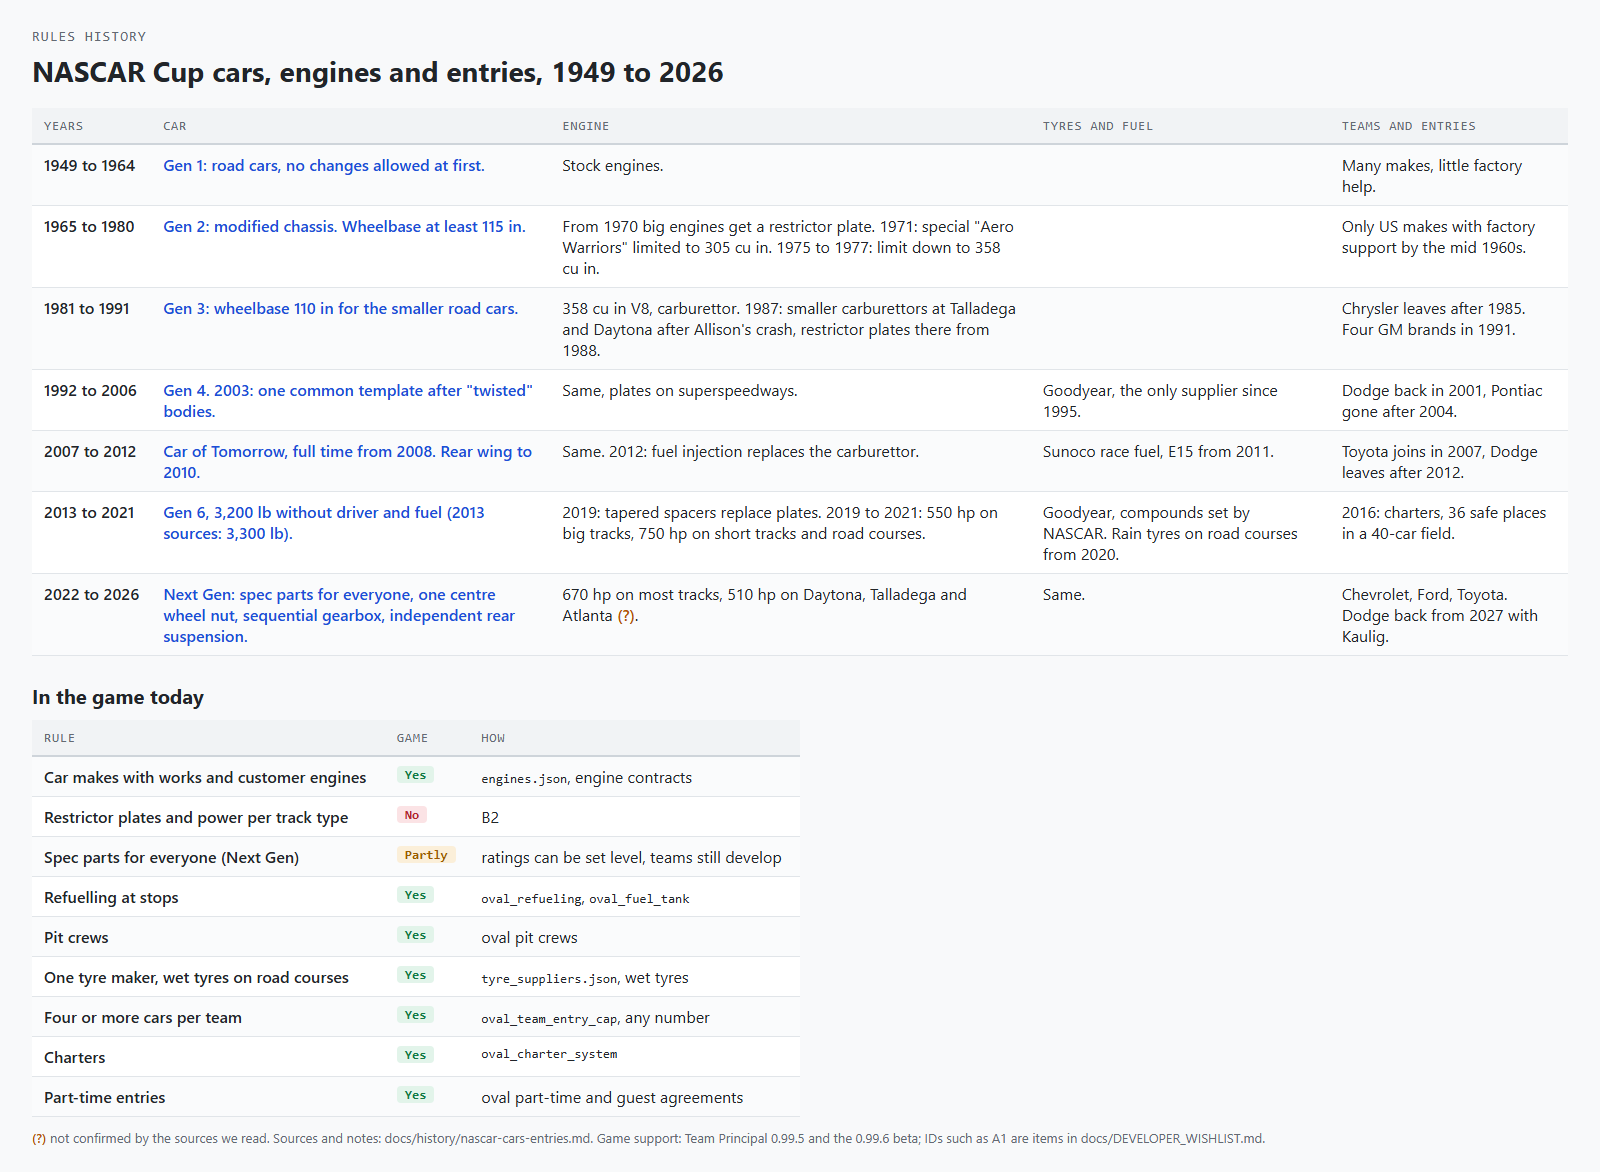 RULES HISTORY
NASCAR Cup cars, engines and entries, 1949 to 2026
YEARS CAR ENGINE TYRES AND FUEL TEAMS AND ENTRIES
1949 to 1964 Gen 1: road cars, no changes allowed at first. Stock engines. Many makes, little factory
help.
1965 to 1980 Gen 2: modified chassis. Wheelbase at least 115 in. From 1970 big engines get a restrictor plate. 1971: special "Aero Only US makes with factory
Warriors" limited to 305 cu in. 1975 to 1977: limit down to 358 support by the mid 1960s.
cu in.
1981 to 1991 Gen 3: wheelbase 110 in for the smaller road cars. 358 cu in V8, carburettor. 1987: smaller carburettors at Talladega Chrysler leaves after 1985.
and Daytona after Allison's crash, restrictor plates there from Four GM brands in 1991.
1988.
1992 to 2006 Gen 4. 2003: one common template after "twisted" Same, plates on superspeedways. Goodyear, the only supplier since Dodge back in 2001, Pontiac
bodies. 1995. gone after 2004.
2007 to 2012 Car of Tomorrow, full time from 2008. Rear wing to Same. 2012: fuel injection replaces the carburettor. Sunoco race fuel, E15 from 2011. Toyota joins in 2007, Dodge
2010. leaves after 2012.
2013 to 2021 Gen 6, 3,200 lb without driver and fuel (2013 2019: tapered spacers replace plates. 2019 to 2021: 550 hp on Goodyear, compounds set by 2016: charters, 36 safe places
sources: 3,300 lb). big tracks, 750 hp on short tracks and road courses. NASCAR. Rain tyres on road courses in a 40-car field.
from 2020.
2022 to 2026 Next Gen: spec parts for everyone, one centre 670 hp on most tracks, 510 hp on Daytona, Talladega and Same. Chevrolet, Ford, Toyota.
wheel nut, sequential gearbox, independent rear Atlanta (?). Dodge back from 2027 with
suspension. Kaulig.
In the game today
RULE GAME HOW
Car makes with works and customer engines Yes engines.json, engine contracts
Restrictor plates and power per track type No B2
Spec parts for everyone (Next Gen) Partly ratings can be set level, teams still develop
Refuelling at stops Yes oval_refueling, oval_fuel_tank
Pit crews Yes oval pit crews
One tyre maker, wet tyres on road courses Yes tyre_suppliers.json, wet tyres
Four or more cars per team Yes oval_team_entry_cap, any number
Charters Yes oval_charter_system
Part-time entries Yes oval part-time and guest agreements
(?) not confirmed by the sources we read. Sources and notes: docs/history/nascar-cars-entries.md. Game support: Team Principal 0.99.5 and the 0.99.6 beta; IDs such as A1 are items in docs/DEVELOPER_WISHLIST.md.